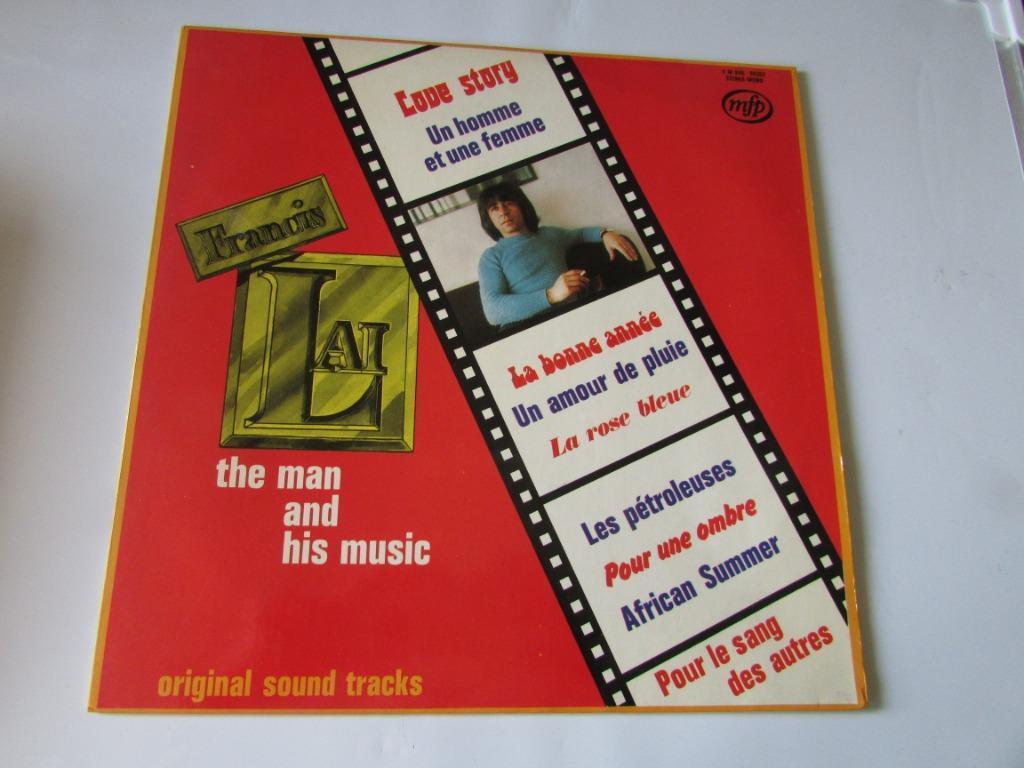 STEREO-MONO
mfp
Love story
Un homme
et une femme
Francis
LAI
La bonne année
Un amour de pluie
La rose bleue
the man
and
his music
Les pétroleuses
Pour une ombre
African Summer
Pour le sang
des autres
original sound tracks